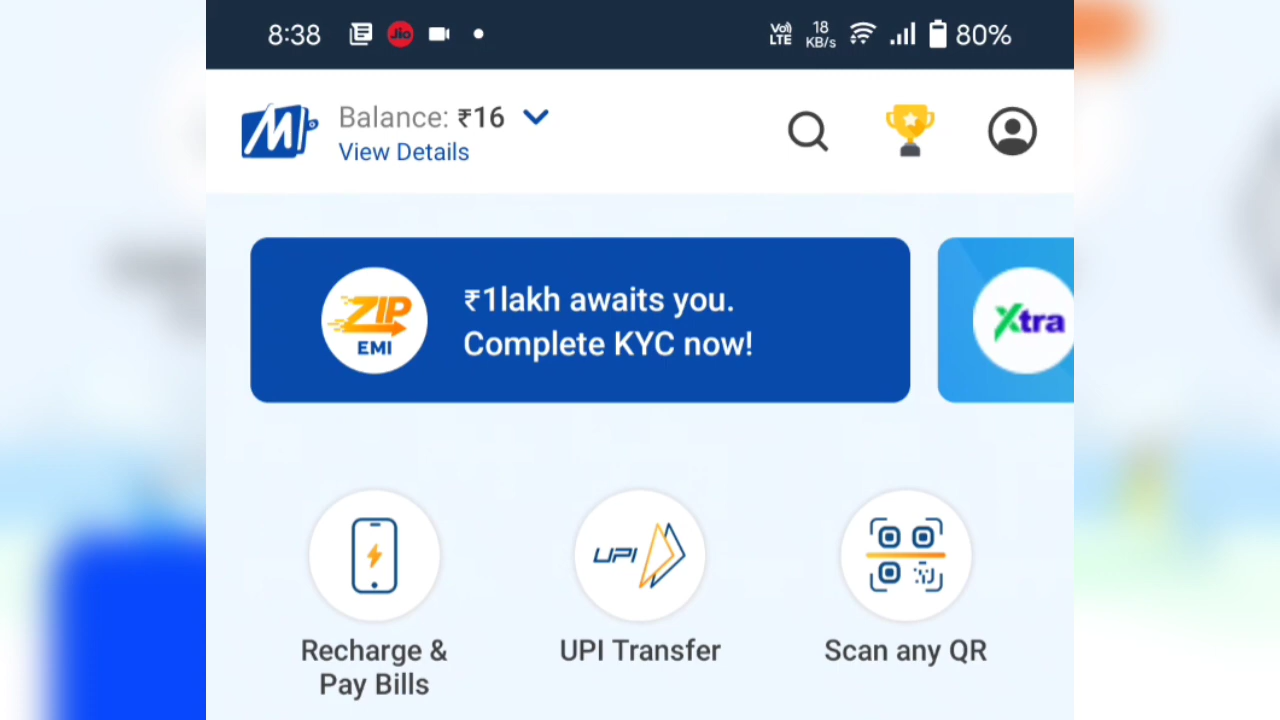 8:38 Jio Vo)) LTE 18 KB/s 80%
Balance: ₹16
View Details
ZIP
EMI
₹1lakh awaits you.
Complete KYC now!
Xtra
UPI
Recharge &
Pay Bills
UPI Transfer
Scan any QR